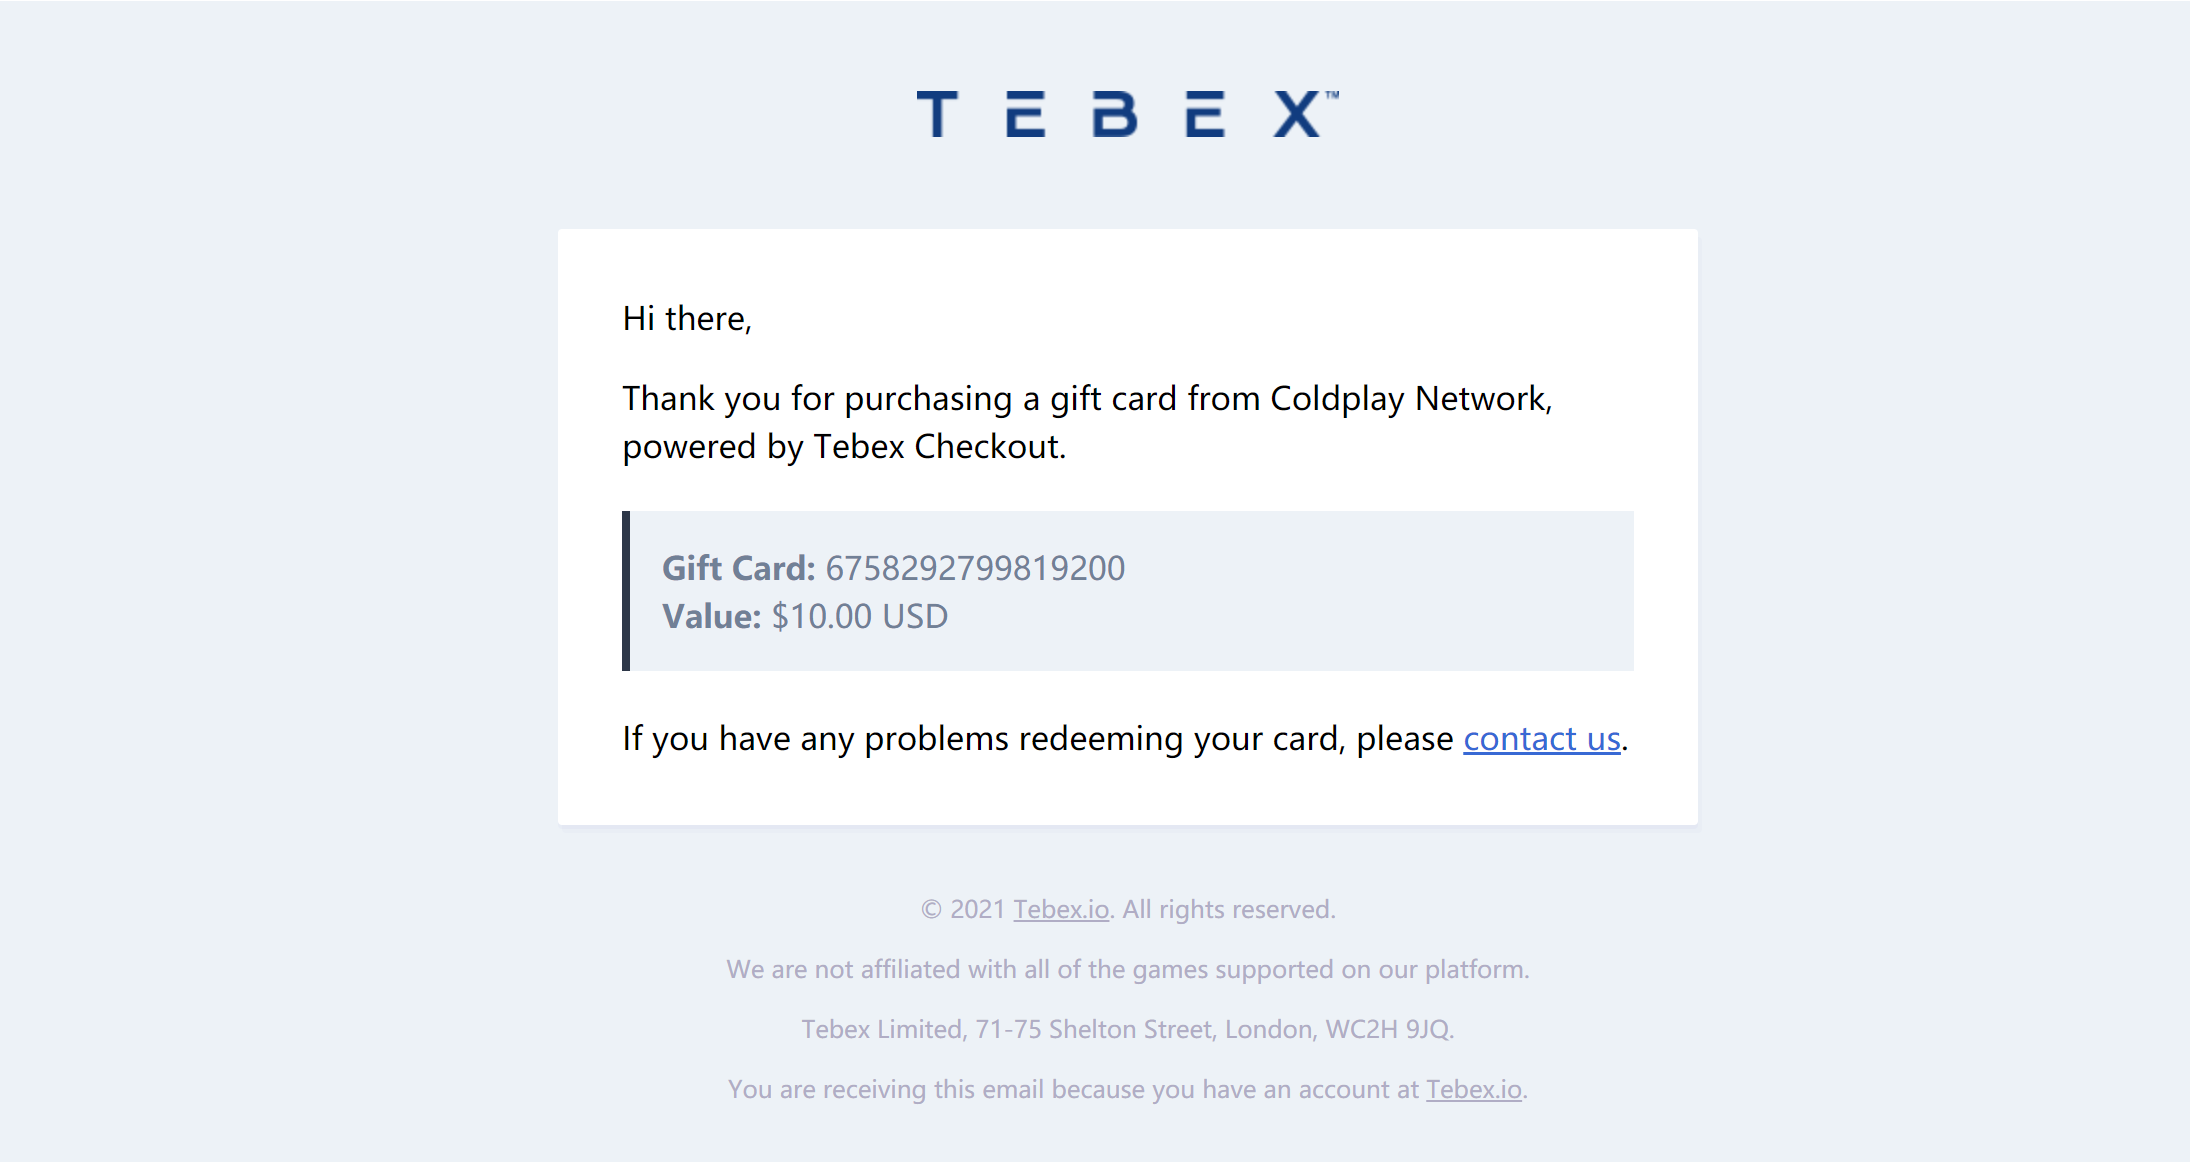 TEBEX™
Hi there,
Thank you for purchasing a gift card from Coldplay Network,
powered by Tebex Checkout.
Gift Card: 6758292799819200
Value: $10.00 USD
If you have any problems redeeming your card, please contact us.
© 2021 Tebex.io. All rights reserved.
We are not affiliated with all of the games supported on our platform.
Tebex Limited, 71-75 Shelton Street, London, WC2H 9JQ.
You are receiving this email because you have an account at Tebex.io.